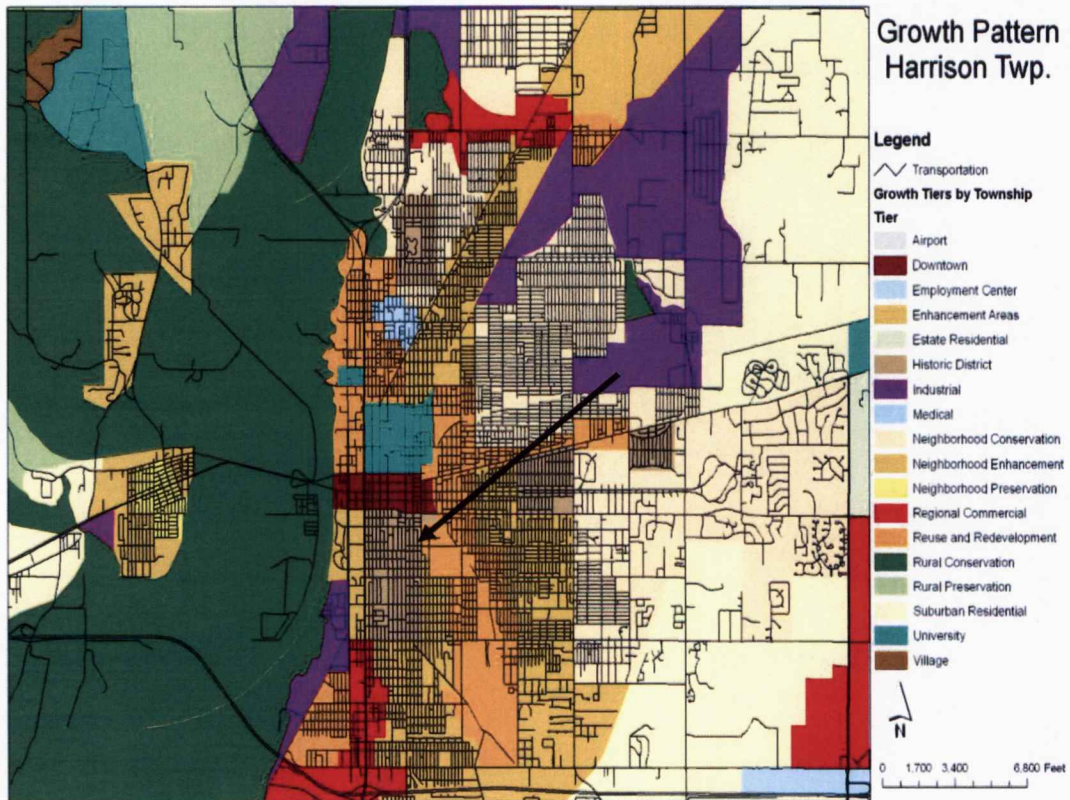 Growth Pattern
Harrison Twp.
Legend
Transportation
Growth Tiers by Township
Tier
Airport
Downtown
Employment Center
Enhancement Areas
Estate Residential
Historic District
Industrial
Medical
Neighborhood Conservation
Neighborhood Enhancement
Neighborhood Preservation
Regional Commercial
Reuse and Redevelopment
Rural Conservation
Rural Preservation
Suburban Residential
University
Village
N
0 1,700 3,400 6,800 Feet